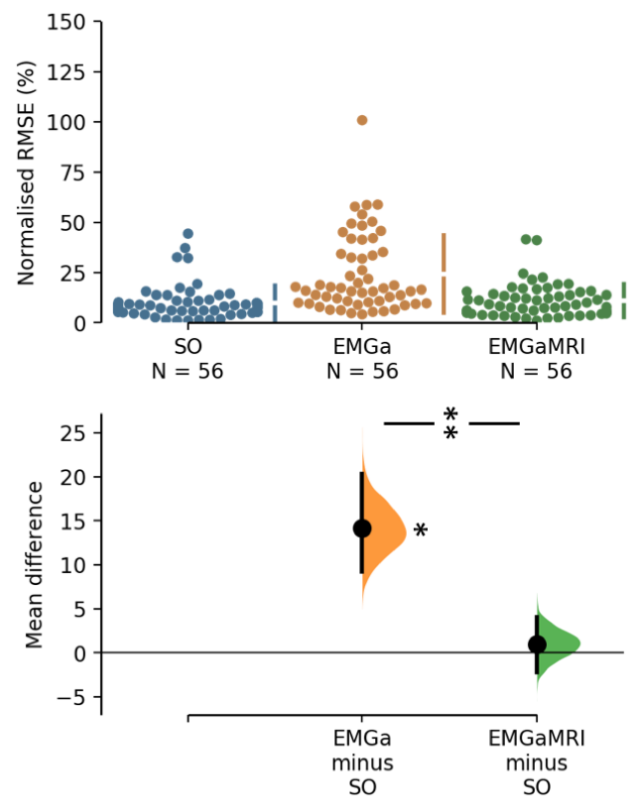 Normalised RMSE (%)
150
125
100
75
50
25
0
SO
N = 56
EMGa
N = 56
EMGaMRI
N = 56
Mean difference
25
20
15
10
5
0
−5
*
*
*
EMGa
minus
SO
EMGaMRI
minus
SO